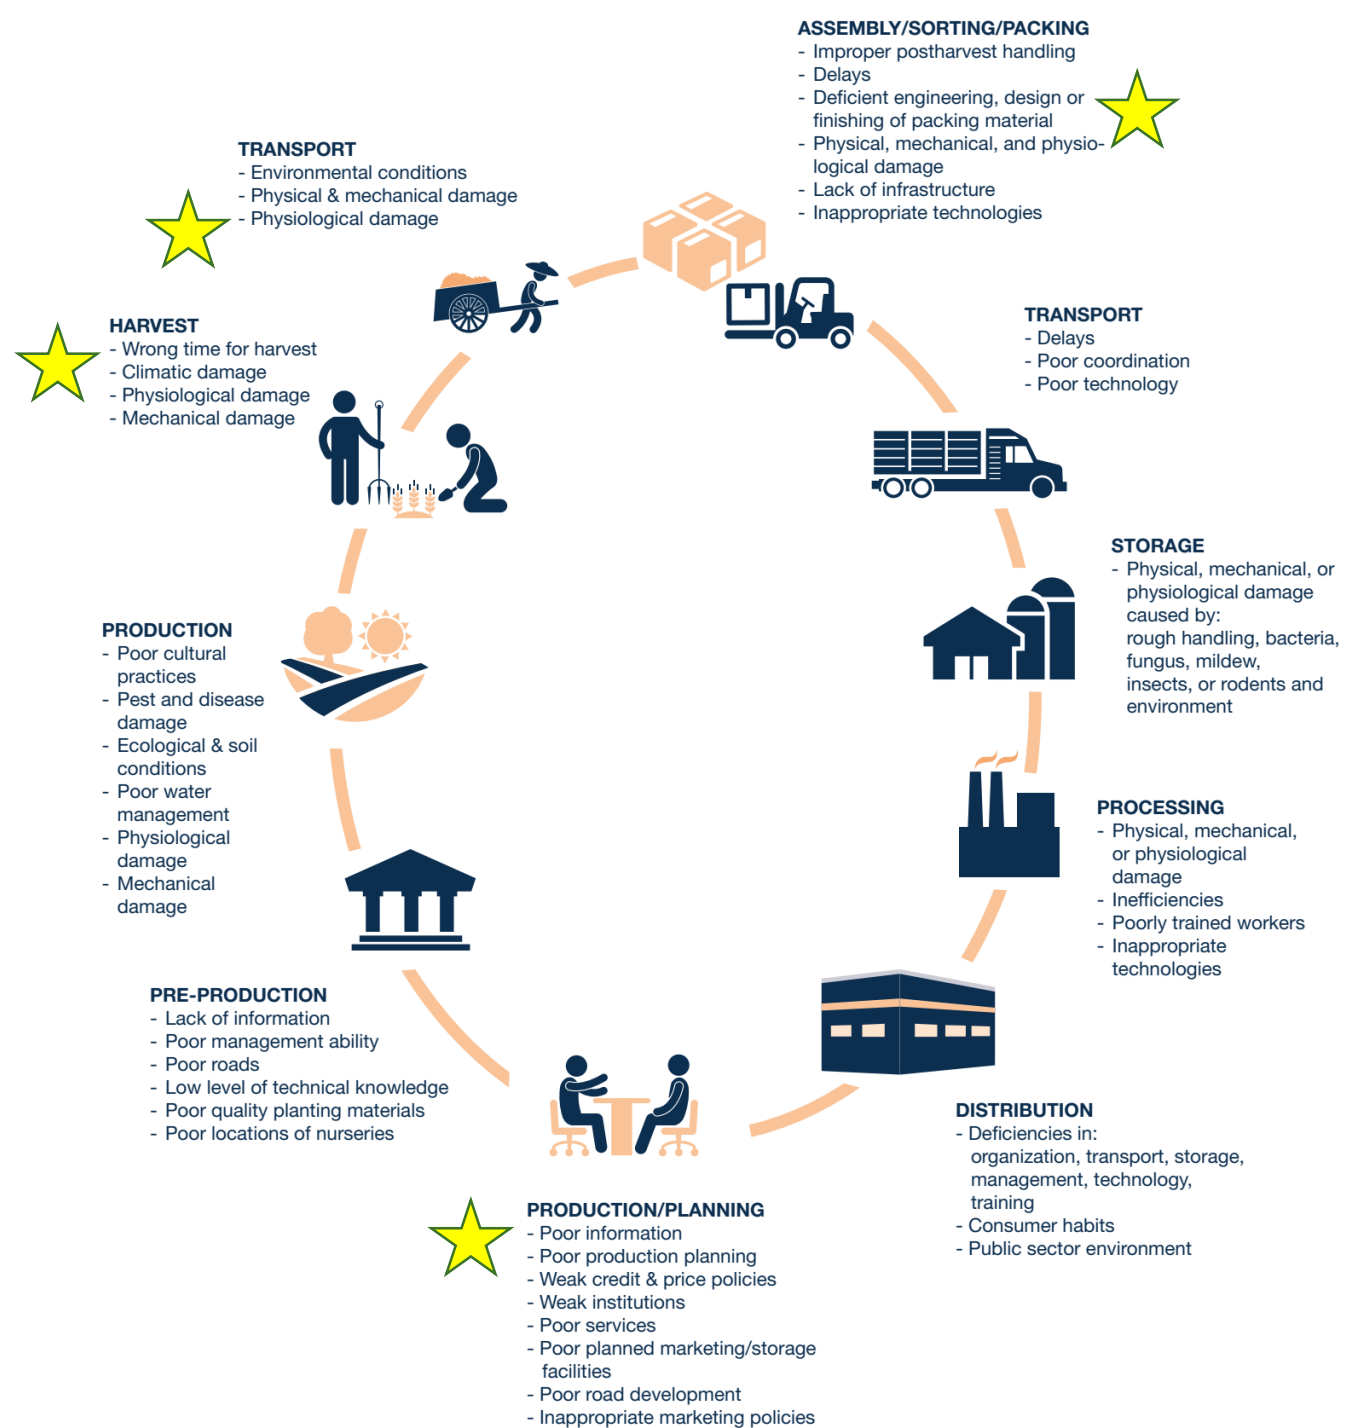 ASSEMBLY/SORTING/PACKING
- Improper postharvest handling
- Delays
- Deficient engineering, design or
finishing of packing material
- Physical, mechanical, and physio-
logical damage
- Lack of infrastructure
- Inappropriate technologies
TRANSPORT
- Environmental conditions
- Physical & mechanical damage
- Physiological damage
HARVEST
- Wrong time for harvest
- Climatic damage
- Physiological damage
- Mechanical damage
TRANSPORT
- Delays
- Poor coordination
- Poor technology
STORAGE
- Physical, mechanical, or
physiological damage
caused by:
rough handling, bacteria,
fungus, mildew,
insects, or rodents and
environment
PRODUCTION
- Poor cultural
practices
- Pest and disease
damage
- Ecological & soil
conditions
- Poor water
management
- Physiological
damage
- Mechanical
damage
PROCESSING
- Physical, mechanical,
or physiological
damage
- Inefficiencies
- Poorly trained workers
- Inappropriate
technologies
PRE-PRODUCTION
- Lack of information
- Poor management ability
- Poor roads
- Low level of technical knowledge
- Poor quality planting materials
- Poor locations of nurseries
DISTRIBUTION
- Deficiencies in:
organization, transport, storage,
management, technology,
training
- Consumer habits
- Public sector environment
PRODUCTION/PLANNING
- Poor information
- Poor production planning
- Weak credit & price policies
- Weak institutions
- Poor services
- Poor planned marketing/storage
facilities
- Poor road development
- Inappropriate marketing policies